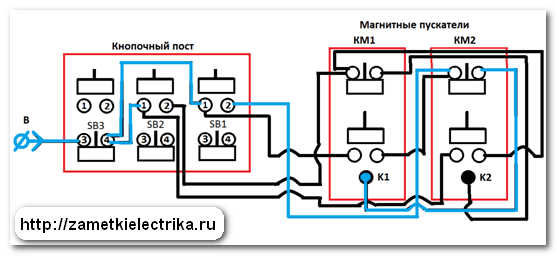 Магнитные пускатели
Кнопочный пост
КМ1
КМ2
1 2 1 2 1 2
В
SB3 SB2 SB1
3 4 3 4 3 4
К1
К2
http://zametkielectrika.ru